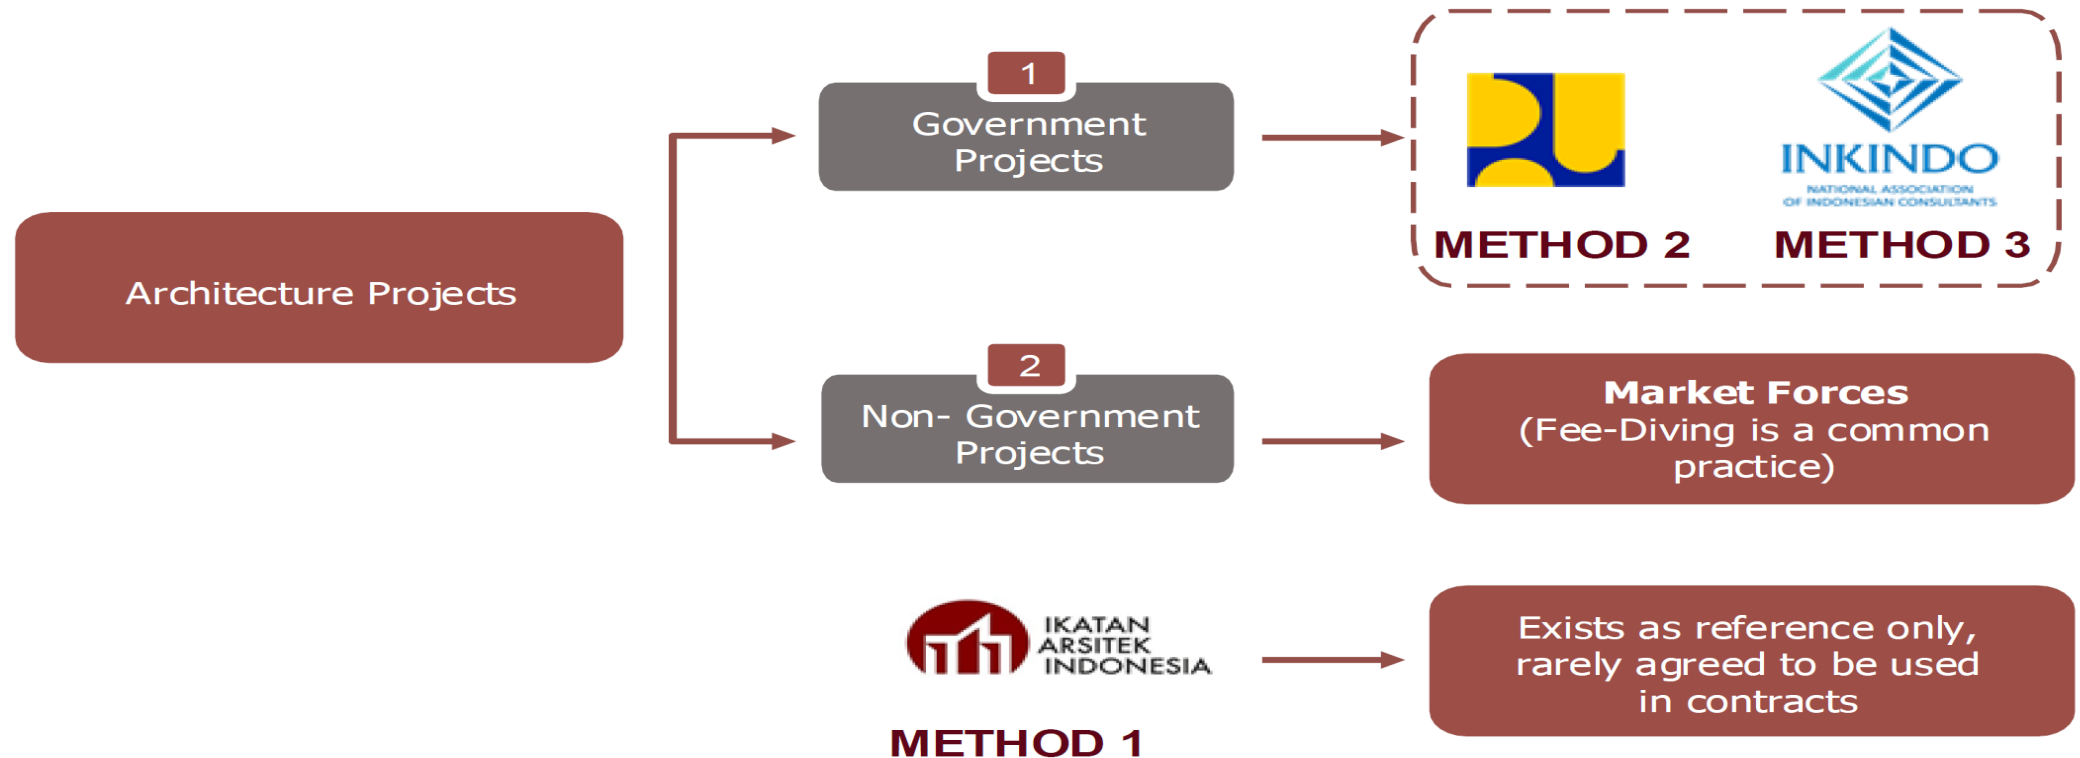 Architecture Projects
1
Government
Projects
INKINDO
NATIONAL ASSOCIATION
OF INDONESIAN CONSULTANTS
METHOD 2
METHOD 3
2
Non- Government
Projects
Market Forces
(Fee-Diving is a common
practice)
IKATAN
ARSITEK
INDONESIA
METHOD 1
Exists as reference only,
rarely agreed to be used
in contracts